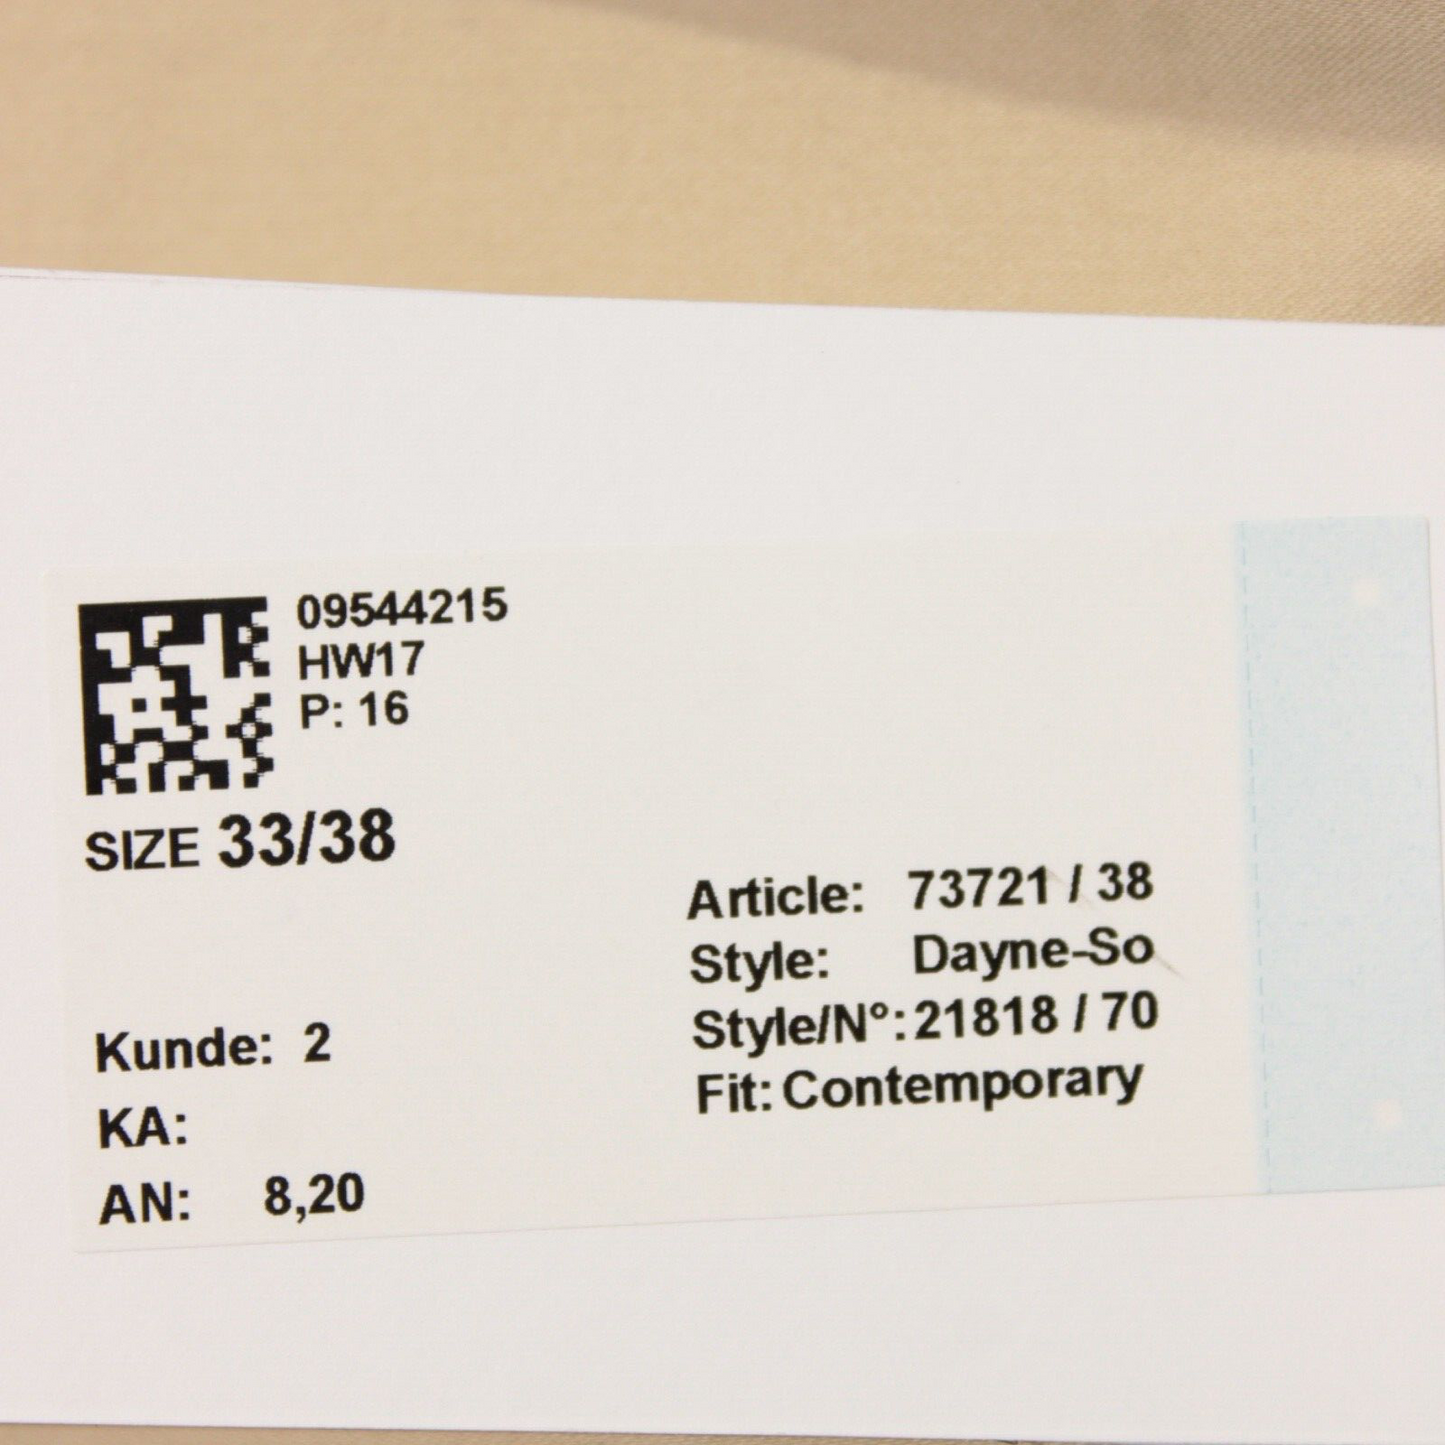 09544215
HW17
P: 16
SIZE 33/38
Article: 73721 / 38
Style: Dayne-So
Style/N°: 21818 / 70
Fit: Contemporary
Kunde: 2
KA:
AN: 8,20